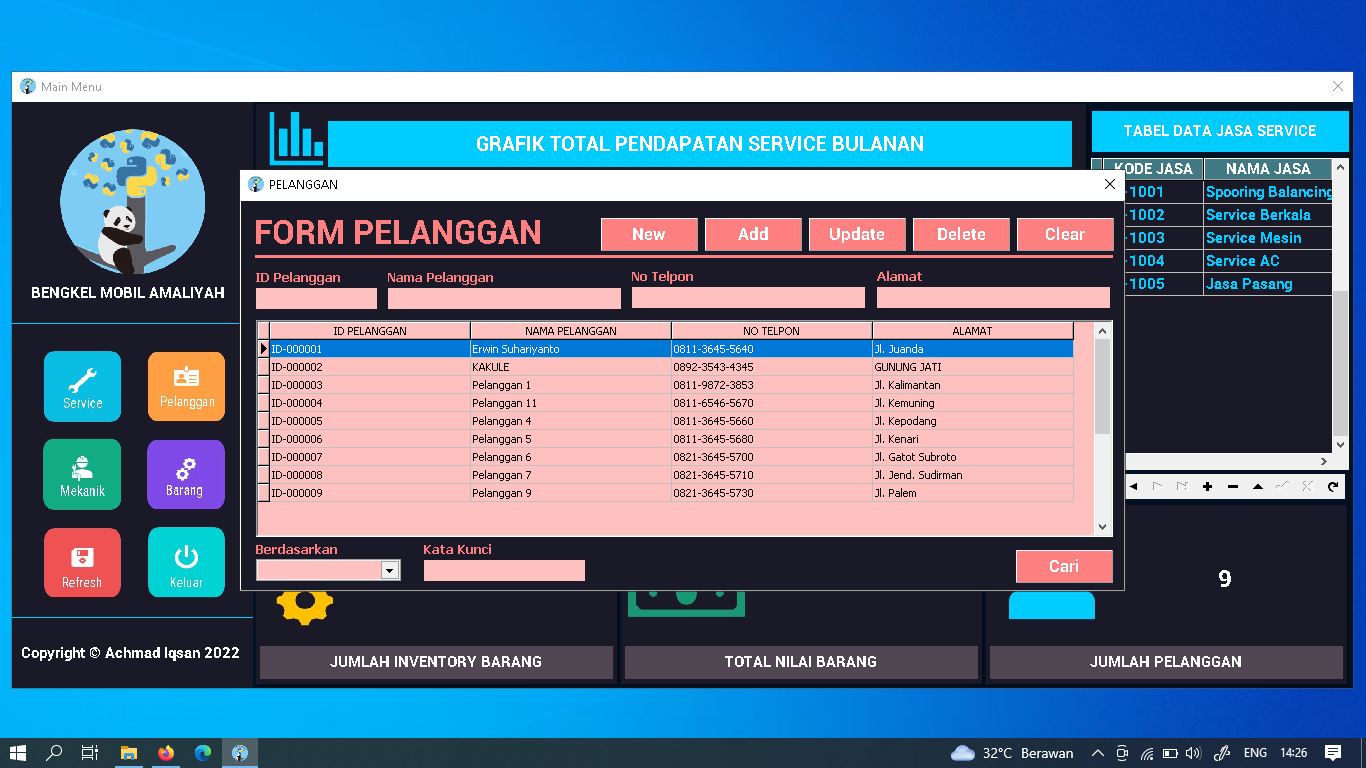 Main Menu
GRAFIK TOTAL PENDAPATAN SERVICE BULANAN
TABEL DATA JASA SERVICE
KODE JASA NAMA JASA
-1001 Spooring Balancing
-1002 Service Berkala
-1003 Service Mesin
-1004 Service AC
-1005 Jasa Pasang
BENGKEL MOBIL AMALIYAH
Service Pelanggan
Mekanik Barang
Refresh Keluar
Copyright © Achmad Iqsan 2022
PELANGGAN
FORM PELANGGAN
New Add Update Delete Clear
ID Pelanggan Nama Pelanggan No Telpon Alamat
ID PELANGGAN NAMA PELANGGAN NO TELPON ALAMAT
ID-000001 Erwin Suhariyanto 0811-3645-5640 Jl. Juanda
ID-000002 KAKULE 0892-3543-4345 GUNUNG JATI
ID-000003 Pelanggan 1 0811-9872-3853 Jl. Kalimantan
ID-000004 Pelanggan 11 0811-6546-5670 Jl. Kemuning
ID-000005 Pelanggan 4 0811-3645-5660 Jl. Kepodang
ID-000006 Pelanggan 5 0811-3645-5680 Jl. Kenari
ID-000007 Pelanggan 6 0821-3645-5700 Jl. Gatot Subroto
ID-000008 Pelanggan 7 0821-3645-5710 Jl. Jend. Sudirman
ID-000009 Pelanggan 9 0821-3645-5730 Jl. Palem
Berdasarkan Kata Kunci
Cari
9
JUMLAH INVENTORY BARANG
TOTAL NILAI BARANG
JUMLAH PELANGGAN
32°C Berawan ENG 14:26